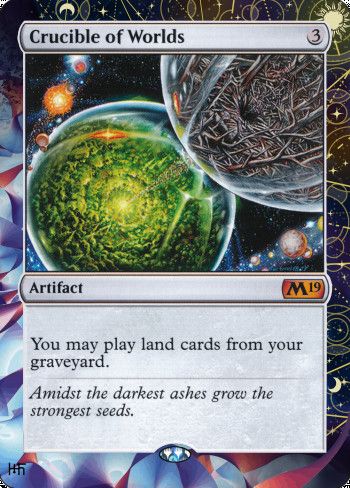 Crucible of Worlds 3
Artifact M19
You may play land cards from your
graveyard.
Amidst the darkest ashes grow the
strongest seeds.